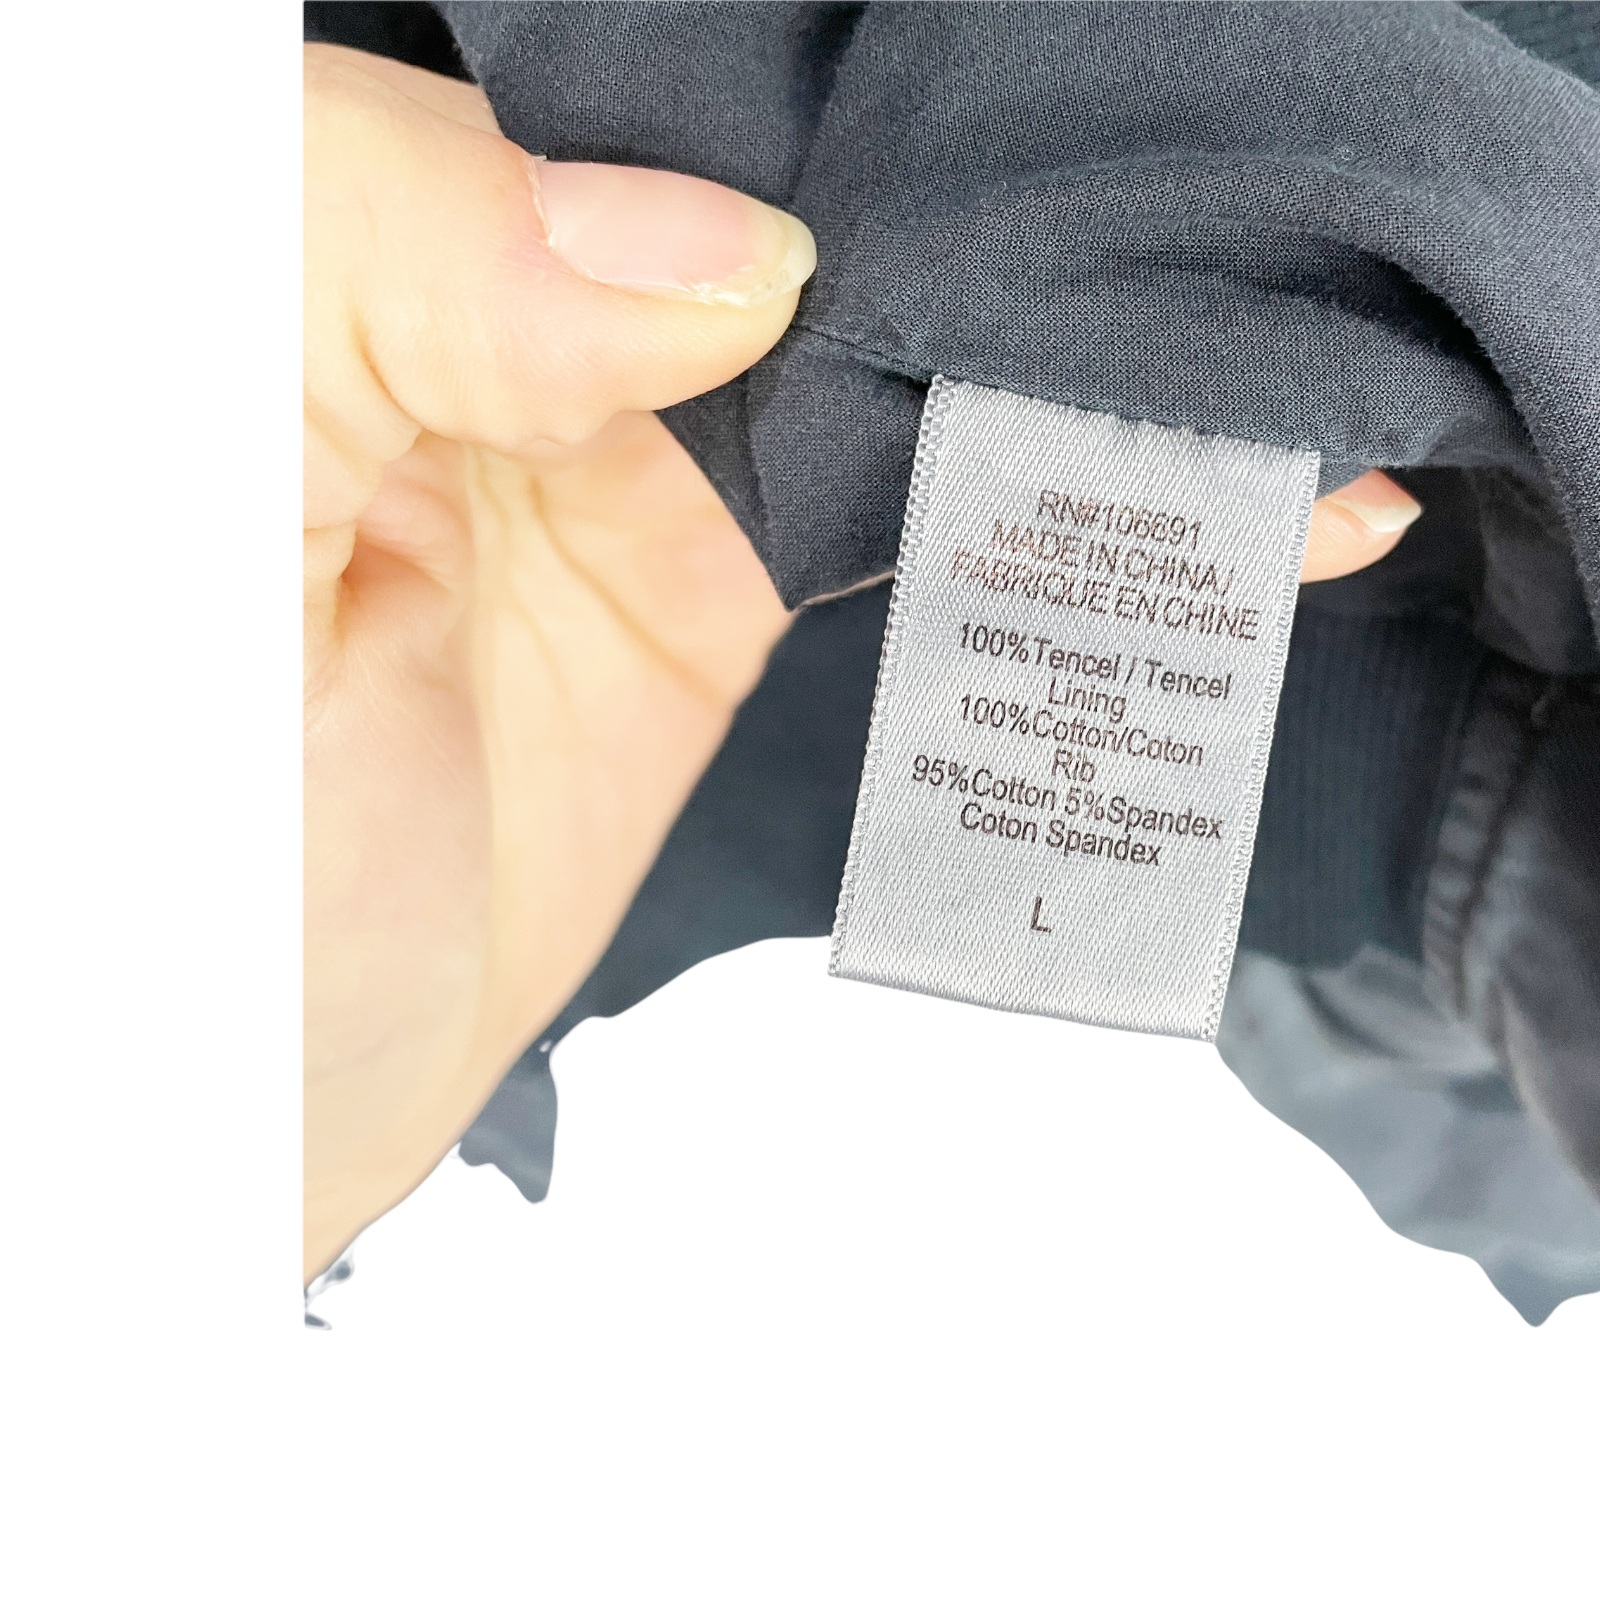 RN#106691
MADE IN CHINA/
FABRIQUE EN CHINE
100%Tencel / Tencel
Lining
100%Cotton/Coton
Rib
95%Cotton 5%Spandex
Coton Spandex
L